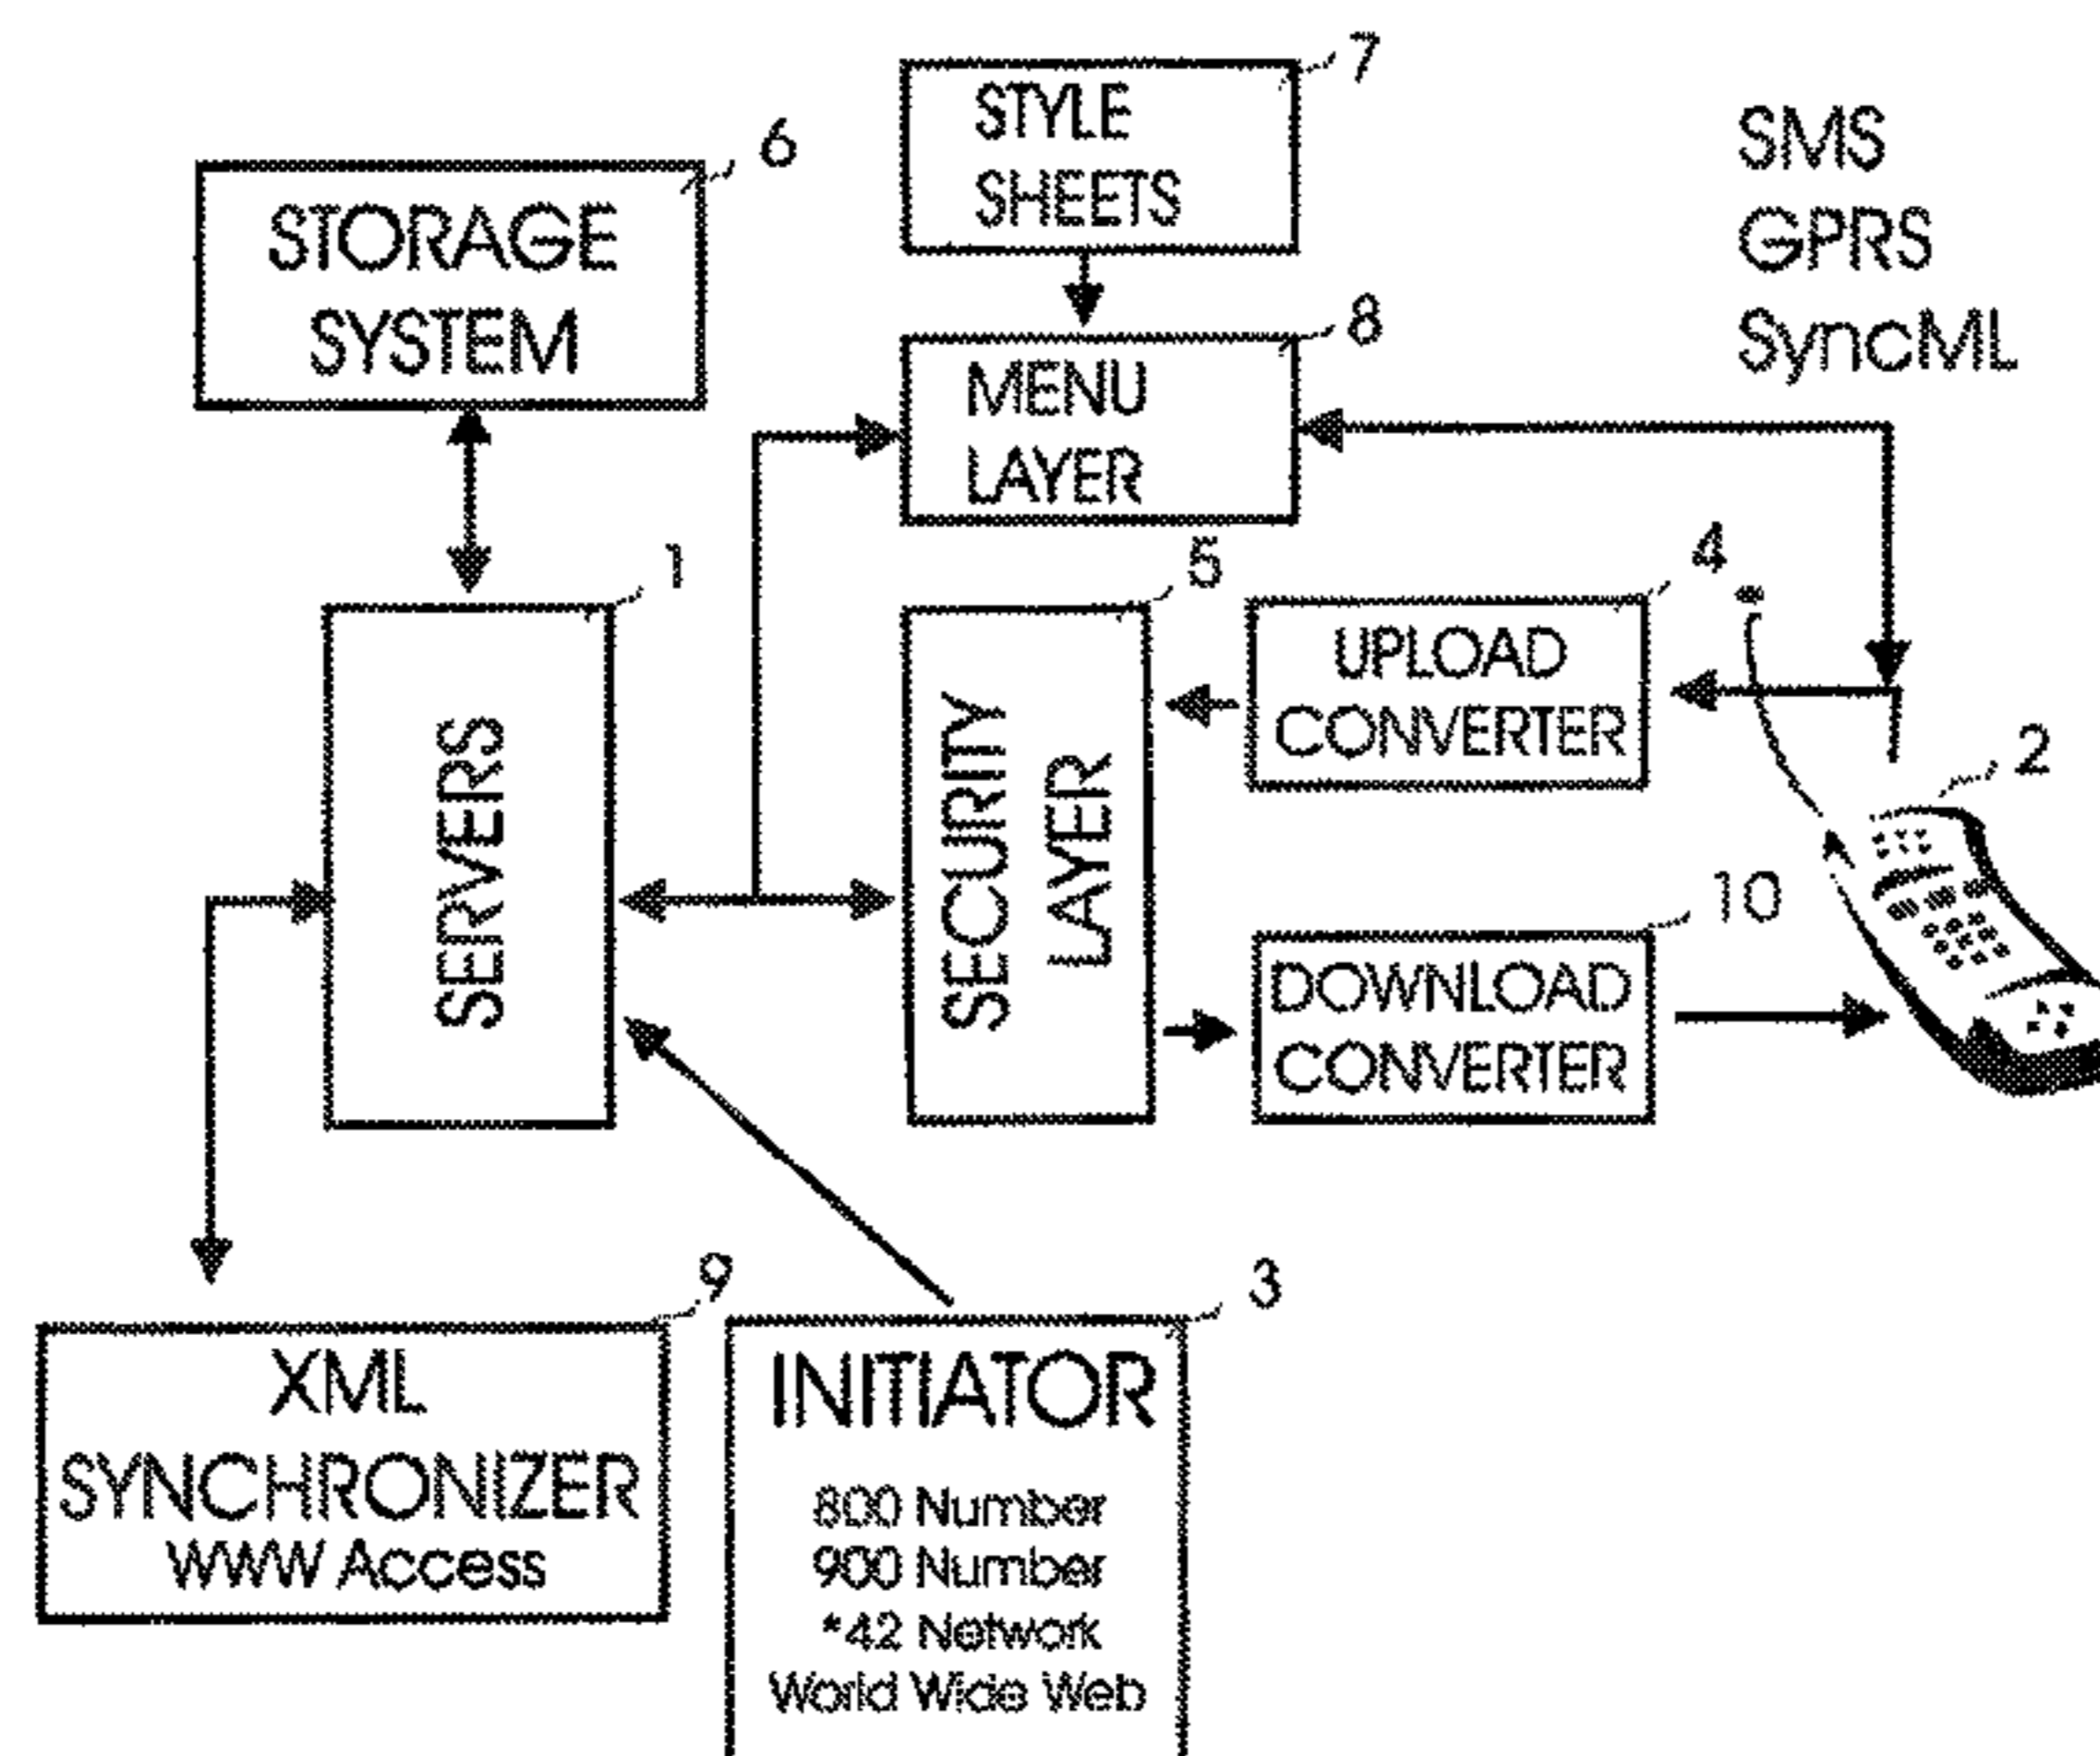 7
STYLE
SHEETS
6
STORAGE
SYSTEM
SMS
GPRS
SyncML
8
MENU
LAYER
1
SERVERS
5
SECURITY
LAYER
4
UPLOAD
CONVERTER
2
10
DOWNLOAD
CONVERTER
9
XML
SYNCHRONIZER
WWW Access
3
INITIATOR
800 Number
900 Number
*42 Network
World Wide Web